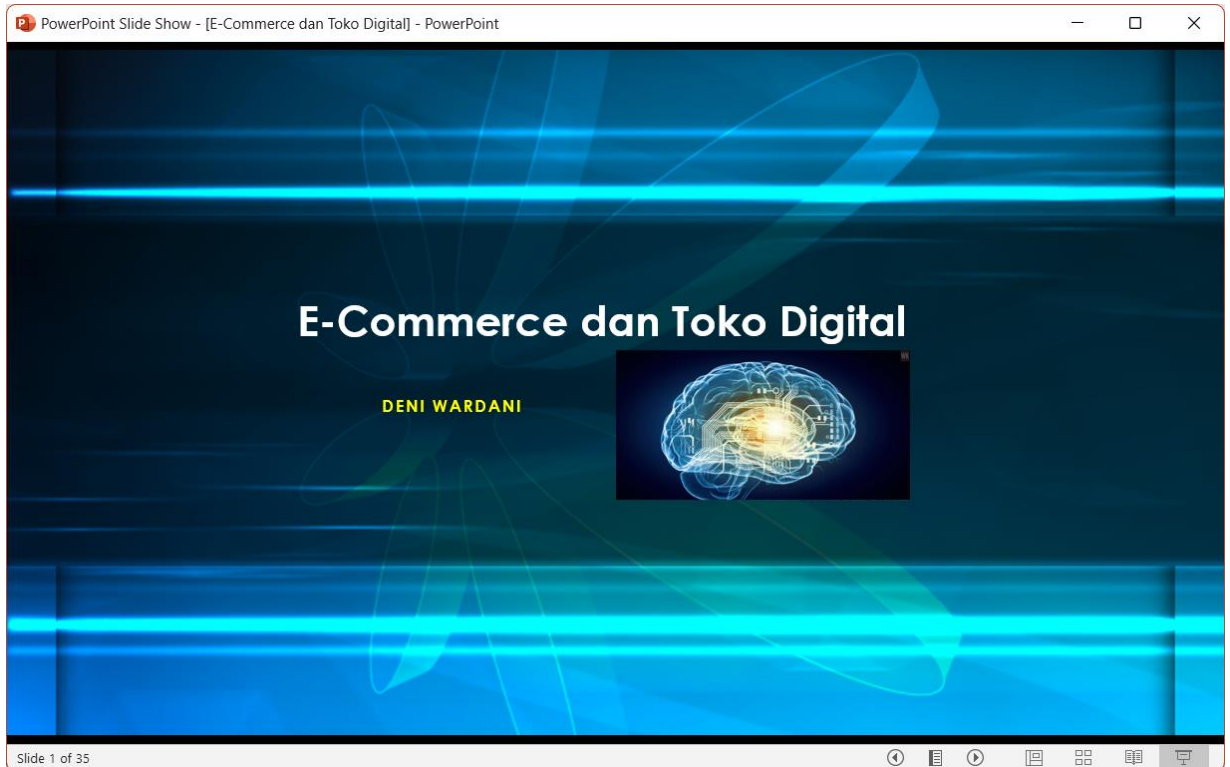 PowerPoint Slide Show - [E-Commerce dan Toko Digital] - PowerPoint
E-Commerce dan Toko Digital
DENI WARDANI
Slide 1 of 35